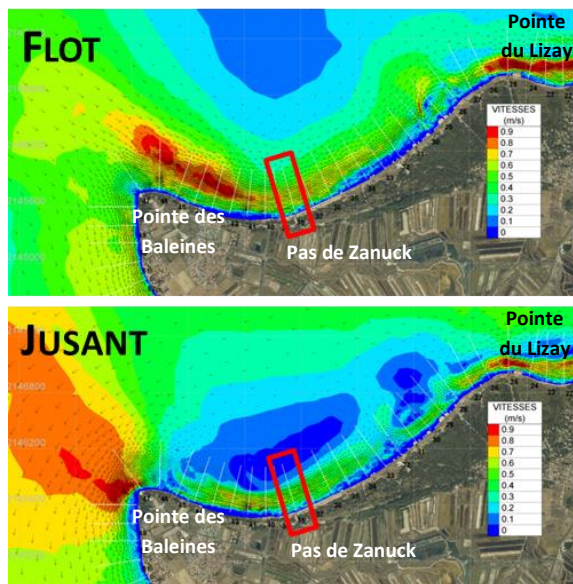 FLOT
Pointe
du Lizay
VITESSES
(m/s)
0.9
0.8
0.7
0.6
0.5
0.4
0.3
0.2
0.1
0
Pointe des
Baleines
Pas de Zanuck
JUSANT
Pointe
du Lizay
2146800
2146200
VITESSES
(m/s)
0.9
0.8
0.7
0.6
0.5
0.4
0.3
0.2
0.1
0
Pointe des
Baleines
Pas de Zanuck